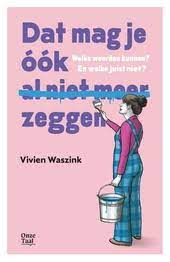 Dat mag je
óók
Welke woorden kunnen?
En welke juist niet?
al niet meer
zeggen
Vivien Waszink
Onze
Taal